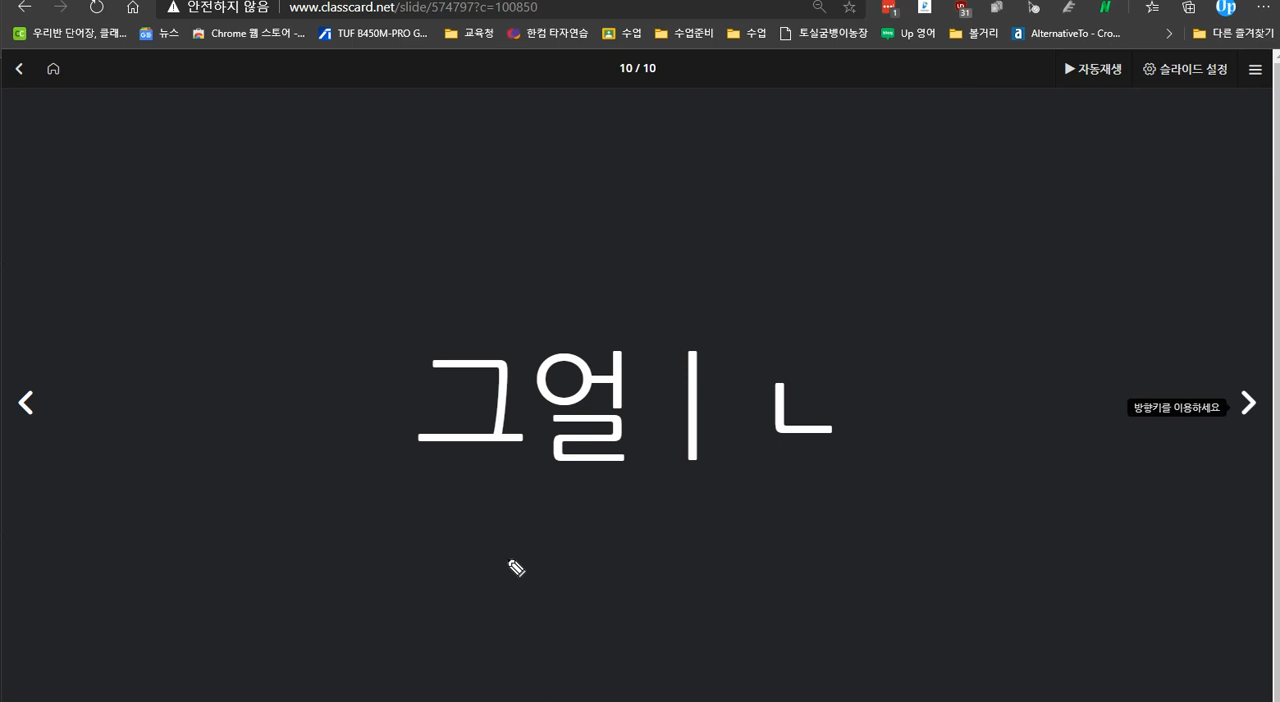 안전하지 않음 www.classcard.net/slide/574797?c=100850 1 31 Up
우리반 단어장, 클래... 뉴스 Chrome 웹 스토어 -... TUF B450M-PRO G... 교육청 한컴 타자연습 수업 수업준비 수업 토실굼뱅이농장 Up 영어 볼거리 AlternativeTo - Cro... 다른 즐겨찾기
10 / 10 자동재생 슬라이드 설정
그얼ㅣㄴ
방향키를 이용하세요